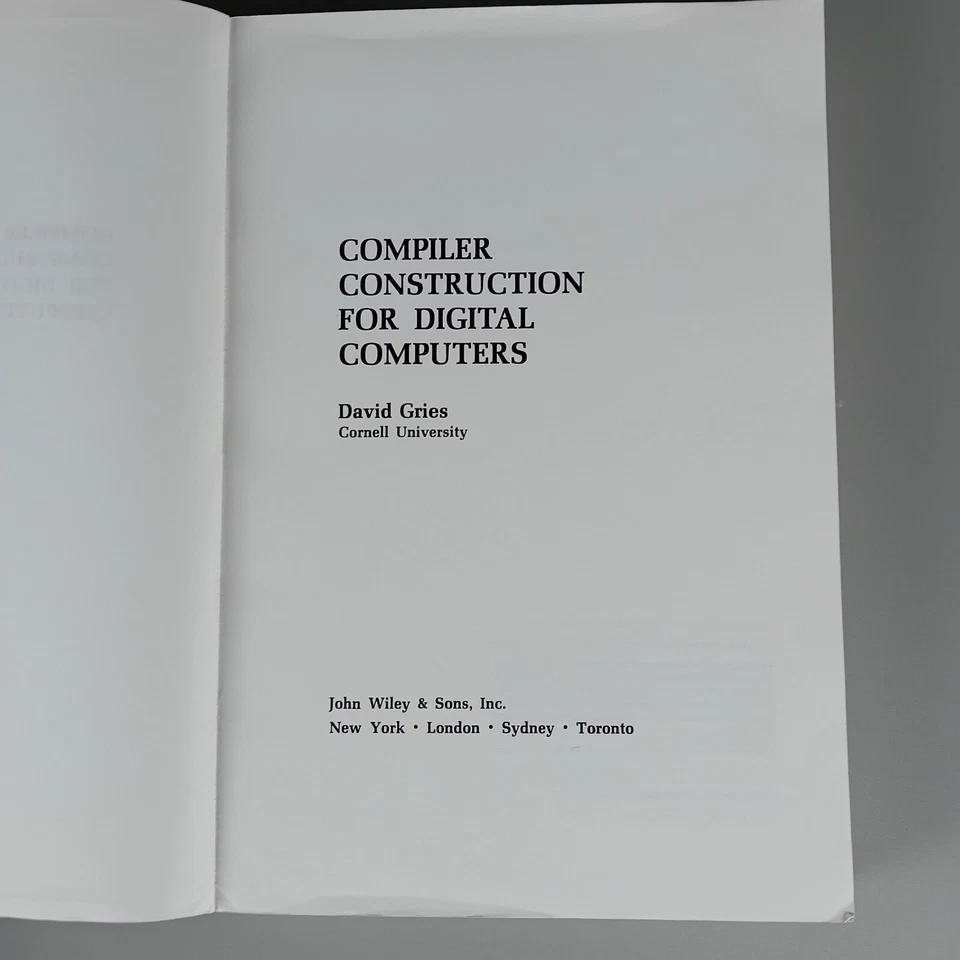 COMPILER
CONSTRUCTION
FOR DIGITAL
COMPUTERS
David Gries
Cornell University
John Wiley & Sons, Inc.
New York • London • Sydney • Toronto